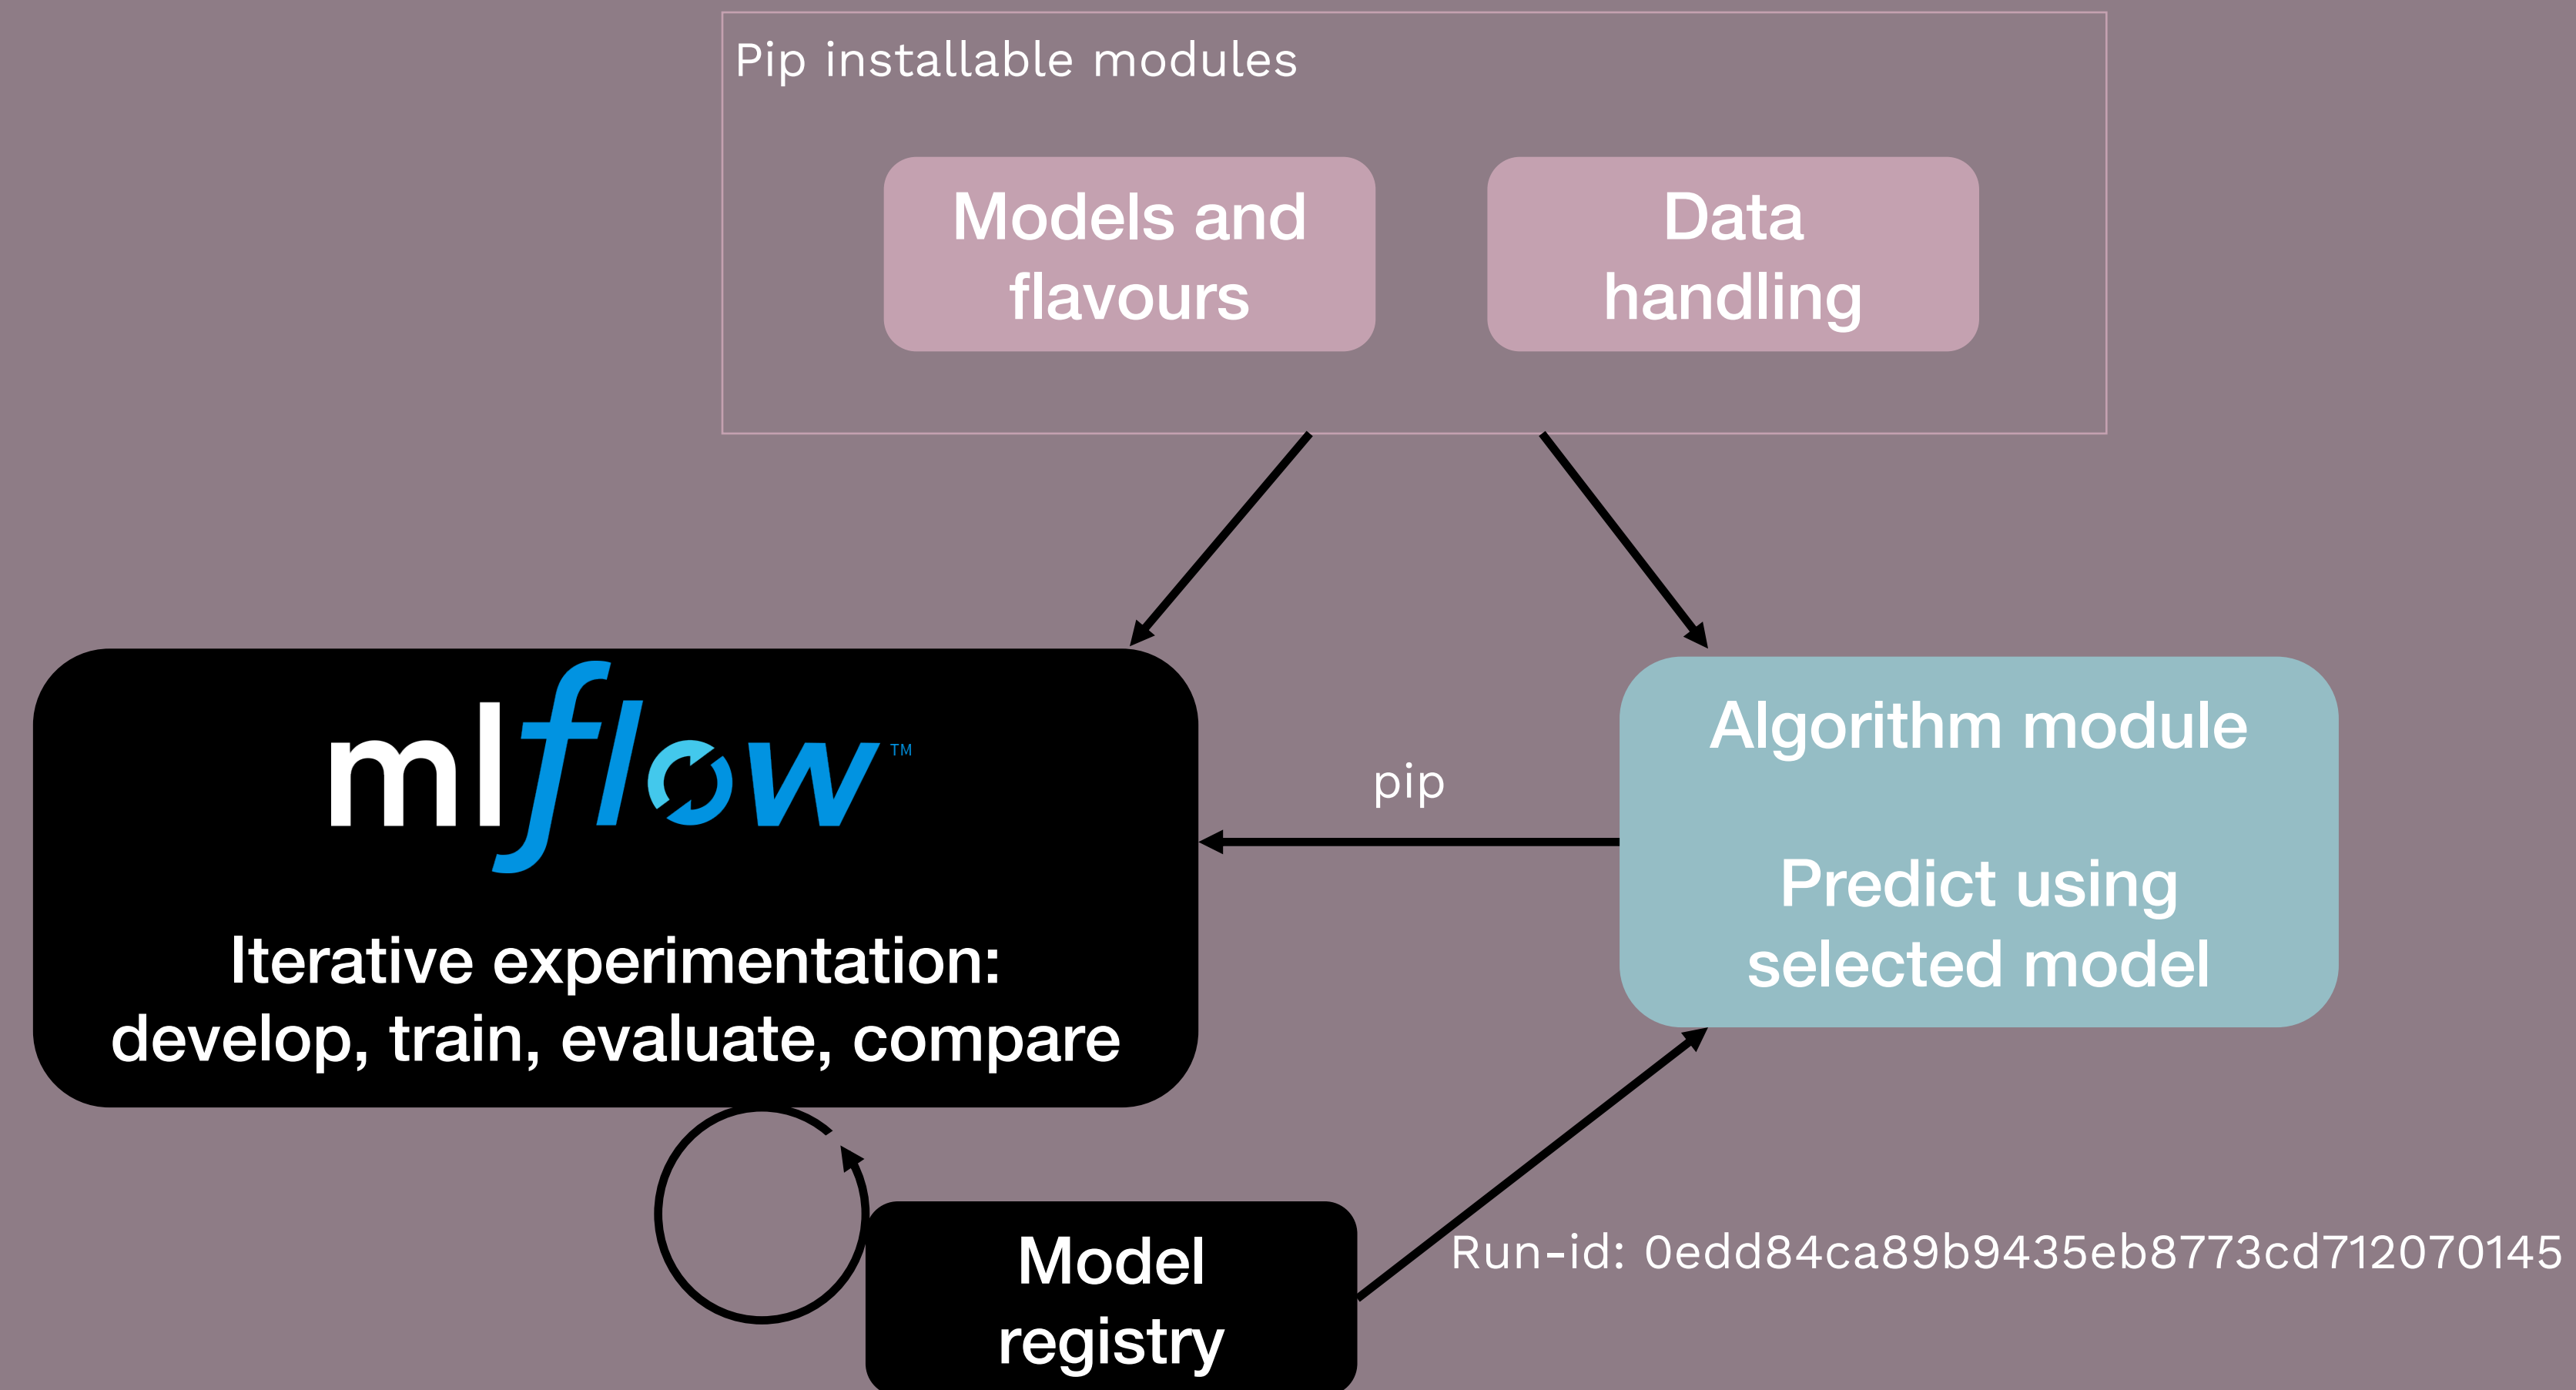 Pip installable modules
Models and
flavours
Data
handling
mlflow™
Iterative experimentation:
develop, train, evaluate, compare
pip
Algorithm module
Predict using
selected model
Model
registry
Run-id: 0edd84ca89b9435eb8773cd712070145